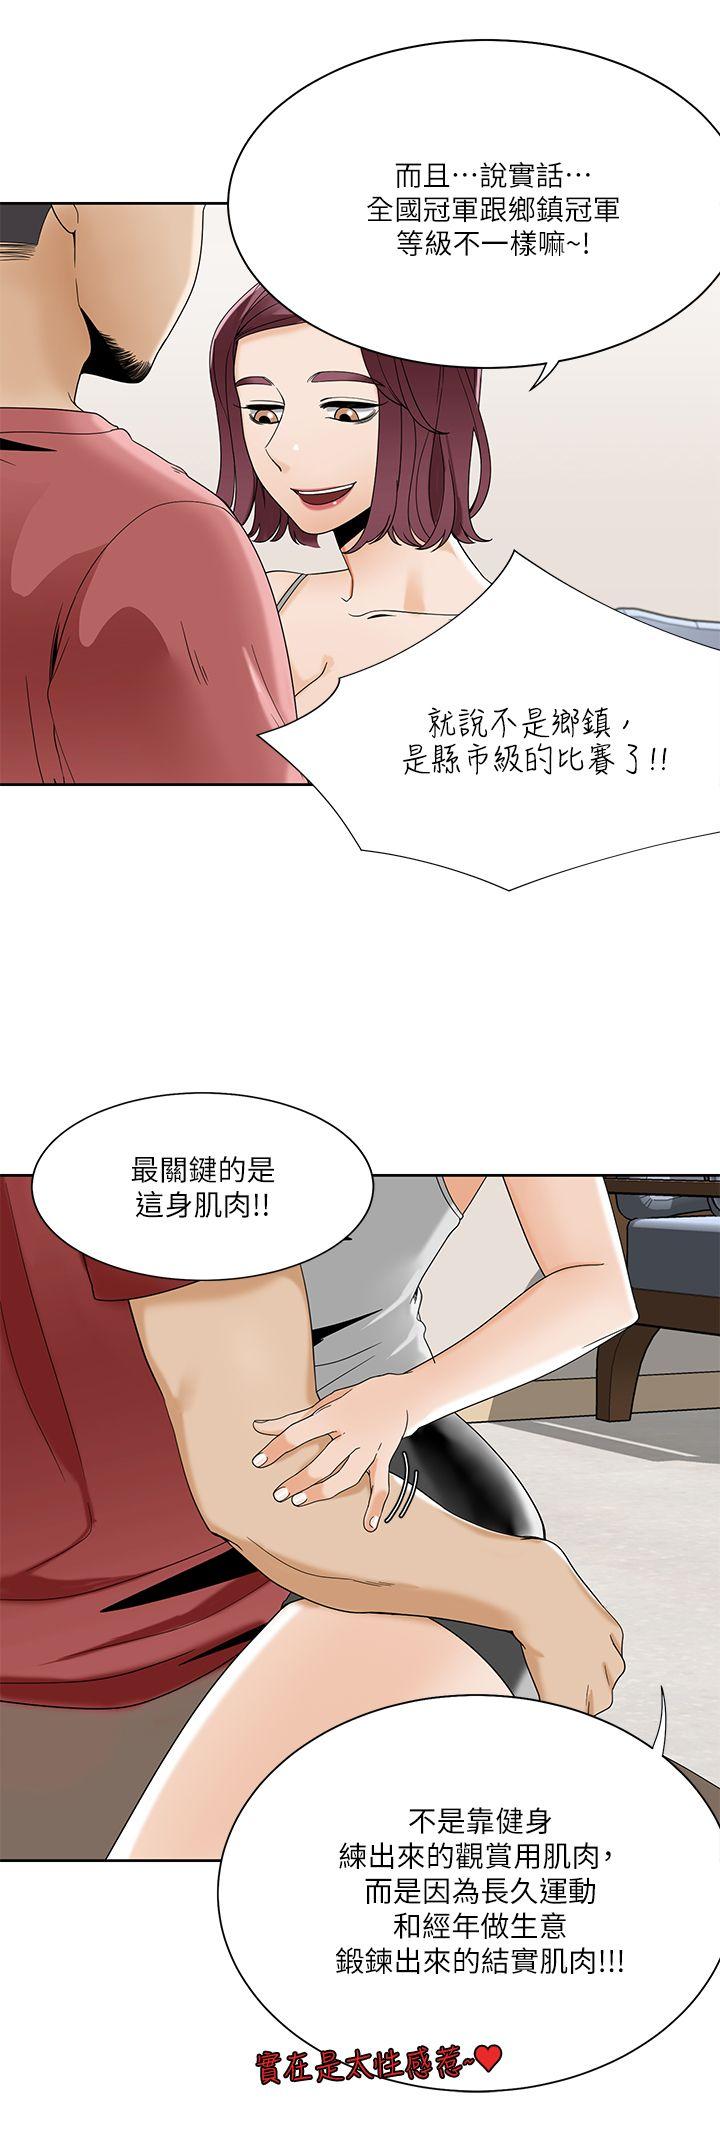 而且…說實話…
全國冠軍跟鄉鎮冠軍
等級不一樣嘛~!
就說不是鄉鎮，
是縣市級的比賽了!!
最關鍵的是
這身肌肉!!
不是靠健身
練出來的觀賞用肌肉，
而是因為長久運動
和經年做生意
鍛鍊出來的結實肌肉!!!
實在是太性感惹~♥